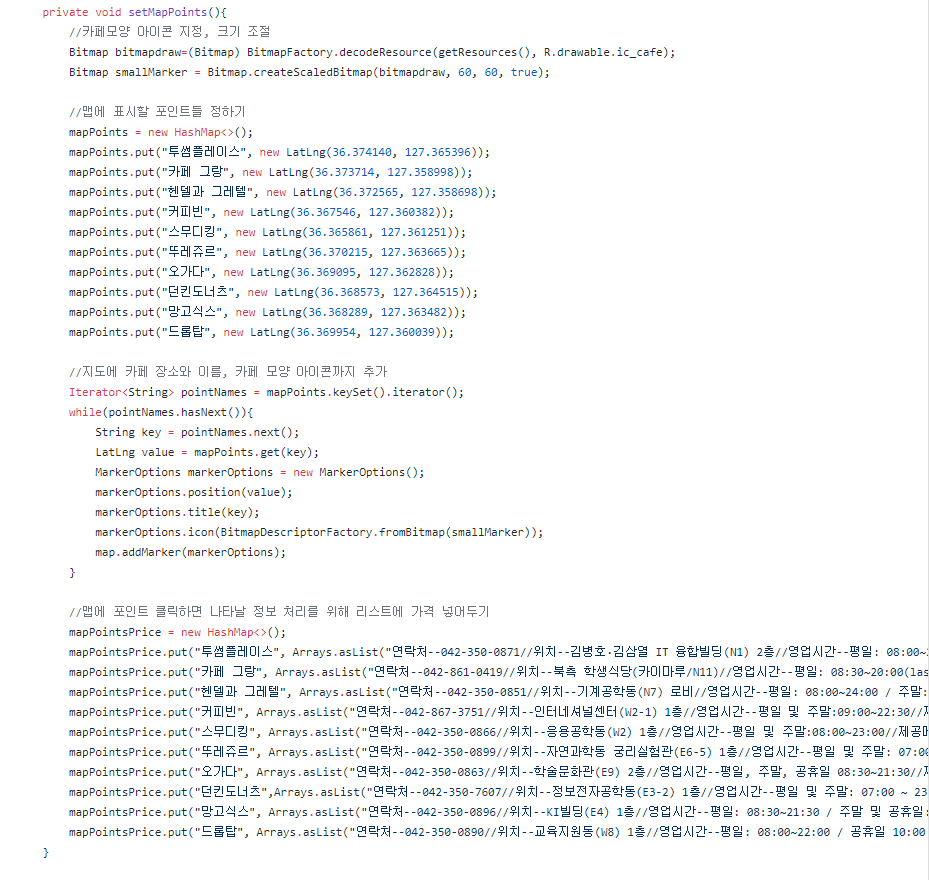 private void setMapPoints(){
//카페모양 아이콘 지정, 크기 조절
Bitmap bitmapdraw=(Bitmap) BitmapFactory.decodeResource(getResources(), R.drawable.ic_cafe);
Bitmap smallMarker = Bitmap.createScaledBitmap(bitmapdraw, 60, 60, true);
//맵에 표시할 포인트들 정하기
mapPoints = new HashMap<>();
mapPoints.put("투썸플레이스", new LatLng(36.374140, 127.365396));
mapPoints.put("카페 그랑", new LatLng(36.373714, 127.358998));
mapPoints.put("헨델과 그레텔", new LatLng(36.372565, 127.358698));
mapPoints.put("커피빈", new LatLng(36.367546, 127.360382));
mapPoints.put("스무디킹", new LatLng(36.365861, 127.361251));
mapPoints.put("뚜레쥬르", new LatLng(36.370215, 127.363665));
mapPoints.put("오가다", new LatLng(36.369095, 127.362828));
mapPoints.put("던킨도너츠", new LatLng(36.368573, 127.364515));
mapPoints.put("망고식스", new LatLng(36.368289, 127.363482));
mapPoints.put("드롭탑", new LatLng(36.369954, 127.360039));
//지도에 카페 장소와 이름, 카페 모양 아이콘까지 추가
Iterator<String> pointNames = mapPoints.keySet().iterator();
while(pointNames.hasNext()){
String key = pointNames.next();
LatLng value = mapPoints.get(key);
MarkerOptions markerOptions = new MarkerOptions();
markerOptions.position(value);
markerOptions.title(key);
markerOptions.icon(BitmapDescriptorFactory.fromBitmap(smallMarker));
map.addMarker(markerOptions);
}
//맵에 포인트 클릭하면 나타날 정보 처리를 위해 리스트에 가격 넣어두기
mapPointsPrice = new HashMap<>();
mapPointsPrice.put("투썸플레이스", Arrays.asList("연락처--042-350-0871//위치--김병호·김삼열 IT 융합빌딩(N1) 2층//영업시간--평일: 08:00~
mapPointsPrice.put("카페 그랑", Arrays.asList("연락처--042-861-0419//위치--북측 학생식당(카이마루/N11)//영업시간--평일: 08:30~20:00(las
mapPointsPrice.put("헨델과 그레텔", Arrays.asList("연락처--042-350-0851//위치--기계공학동(N7) 로비//영업시간--평일: 08:00~24:00 / 주말:
mapPointsPrice.put("커피빈", Arrays.asList("연락처--042-867-3751//위치--인터네셔널센터(W2-1) 1층//영업시간--평일 및 주말:09:00~22:30//
mapPointsPrice.put("스무디킹", Arrays.asList("연락처--042-350-0866//위치--응용공학동(W2) 1층//영업시간--평일 및 주말:08:00~23:00//제공
mapPointsPrice.put("뚜레쥬르", Arrays.asList("연락처--042-350-0899//위치--자연과학동 궁리실험관(E6-5) 1층//영업시간--평일 및 주말: 07:00
mapPointsPrice.put("오가다", Arrays.asList("연락처--042-350-0863//위치--학술문화관(E9) 2층//영업시간--평일, 주말, 공휴일 08:30~21:30//
mapPointsPrice.put("던킨도너츠",Arrays.asList("연락처--042-350-7607//위치--정보전자공학동(E3-2) 1층//영업시간--평일 및 주말: 07:00 ~ 23
mapPointsPrice.put("망고식스", Arrays.asList("연락처--042-350-0896//위치--KI빌딩(E4) 1층//영업시간--평일: 08:30~21:30 / 주말 및 공휴일:
mapPointsPrice.put("드롭탑", Arrays.asList("연락처--042-350-0890//위치--교육지원동(W8) 1층//영업시간--평일: 08:00~22:00 / 공휴일 10:00
}